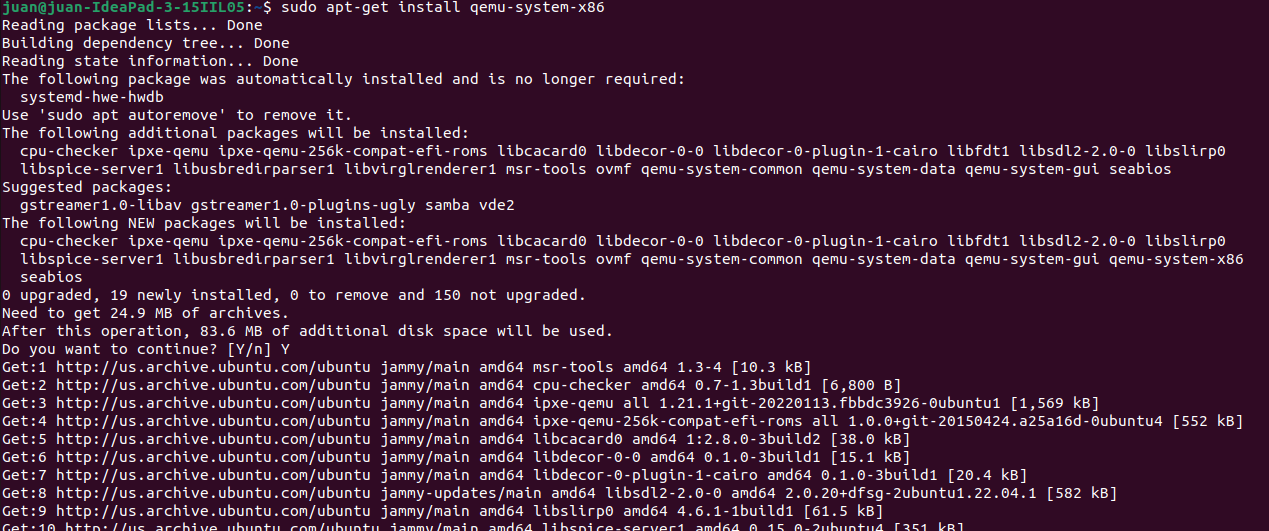 juan@juan-IdeaPad-3-15IIL05:~$ sudo apt-get install qemu-system-x86
Reading package lists... Done
Building dependency tree... Done
Reading state information... Done
The following package was automatically installed and is no longer required:
  systemd-hwe-hwdb
Use 'sudo apt autoremove' to remove it.
The following additional packages will be installed:
  cpu-checker ipxe-qemu ipxe-qemu-256k-compat-efi-roms libcacard0 libdecor-0-0 libdecor-0-plugin-1-cairo libfdt1 libsdl2-2.0-0 libslirp0
  libspice-server1 libusbredirparser1 libvirglrenderer1 msr-tools ovmf qemu-system-common qemu-system-data qemu-system-gui seabios
Suggested packages:
  gstreamer1.0-libav gstreamer1.0-plugins-ugly samba vde2
The following NEW packages will be installed:
  cpu-checker ipxe-qemu ipxe-qemu-256k-compat-efi-roms libcacard0 libdecor-0-0 libdecor-0-plugin-1-cairo libfdt1 libsdl2-2.0-0 libslirp0
  libspice-server1 libusbredirparser1 libvirglrenderer1 msr-tools ovmf qemu-system-common qemu-system-data qemu-system-gui qemu-system-x86
  seabios
0 upgraded, 19 newly installed, 0 to remove and 150 not upgraded.
Need to get 24.9 MB of archives.
After this operation, 83.6 MB of additional disk space will be used.
Do you want to continue? [Y/n] Y
Get:1 http://us.archive.ubuntu.com/ubuntu jammy/main amd64 msr-tools amd64 1.3-4 [10.3 kB]
Get:2 http://us.archive.ubuntu.com/ubuntu jammy/main amd64 cpu-checker amd64 0.7-1.3build1 [6,800 B]
Get:3 http://us.archive.ubuntu.com/ubuntu jammy/main amd64 ipxe-qemu all 1.21.1+git-20220113.fbbdc3926-0ubuntu1 [1,569 kB]
Get:4 http://us.archive.ubuntu.com/ubuntu jammy/main amd64 ipxe-qemu-256k-compat-efi-roms all 1.0.0+git-20150424.a25a16d-0ubuntu4 [552 kB]
Get:5 http://us.archive.ubuntu.com/ubuntu jammy/main amd64 libcacard0 amd64 1:2.8.0-3build2 [38.0 kB]
Get:6 http://us.archive.ubuntu.com/ubuntu jammy/main amd64 libdecor-0-0 amd64 0.1.0-3build1 [15.1 kB]
Get:7 http://us.archive.ubuntu.com/ubuntu jammy/main amd64 libdecor-0-plugin-1-cairo amd64 0.1.0-3build1 [20.4 kB]
Get:8 http://us.archive.ubuntu.com/ubuntu jammy-updates/main amd64 libsdl2-2.0-0 amd64 2.0.20+dfsg-2ubuntu1.22.04.1 [582 kB]
Get:9 http://us.archive.ubuntu.com/ubuntu jammy/main amd64 libslirp0 amd64 4.6.1-1build1 [61.5 kB]
Get:10 http://us.archive.ubuntu.com/ubuntu jammy/main amd64 libspice-server1 amd64 0.15.0-2ubuntu4 [351 kB]